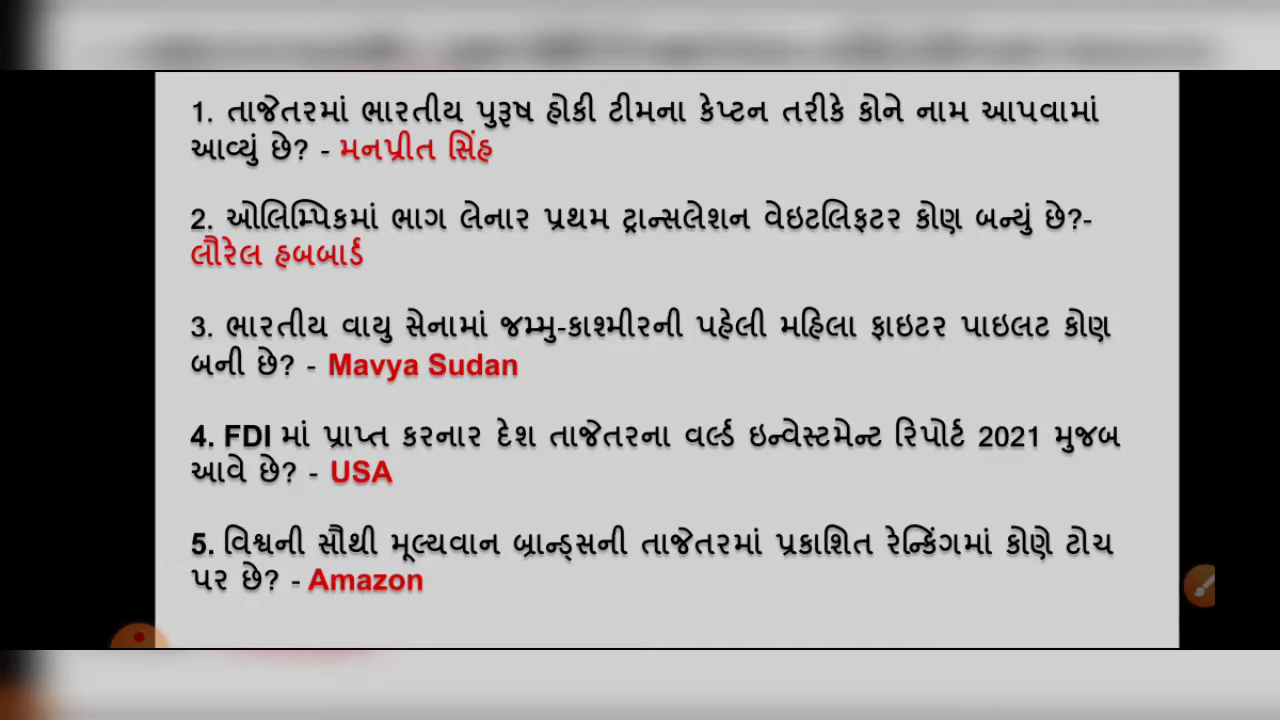 1. તાજેતરમાં ભારતીય પુરૂષ હોકી ટીમના કેપ્ટન તરીકે કોને નામ આપવામાં
આવ્યું છે? - મનપ્રીત સિંહ
2. ઓલિમ્પિકમાં ભાગ લેનાર પ્રથમ ટ્રાન્સલેશન વેઇટલિફટર કોણ બન્યું છે?-
લૌરેલ હબબાર્ડ
3. ભારતીય વાયુ સેનામાં જમ્મુ-કાશ્મીરની પહેલી મહિલા ફાઇટર પાઇલટ કોણ
બની છે? - Mavya Sudan
4. FDI માં પ્રાપ્ત કરનાર દેશ તાજેતરના વર્લ્ડ ઇન્વેસ્ટમેન્ટ રિપોર્ટ 2021 મુજબ
આવે છે? - USA
5. વિશ્વની સૌથી મૂલ્યવાન બ્રાન્ડ્સની તાજેતરમાં પ્રકાશિત રેન્કિંગમાં કોણે ટોચ
પર છે? - Amazon